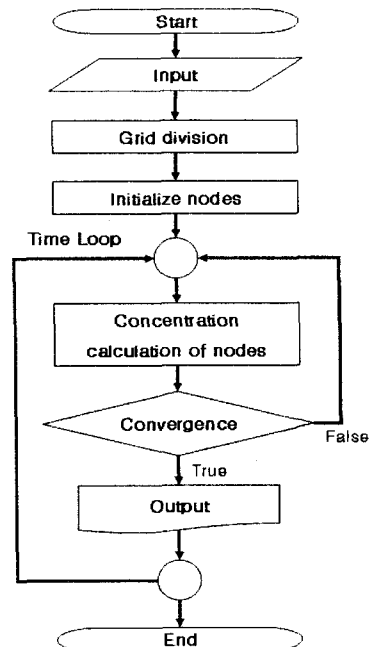 Start
Input
Grid division
Initialize nodes
Time Loop
Concentration
calculation of nodes
Convergence
False
True
Output
End